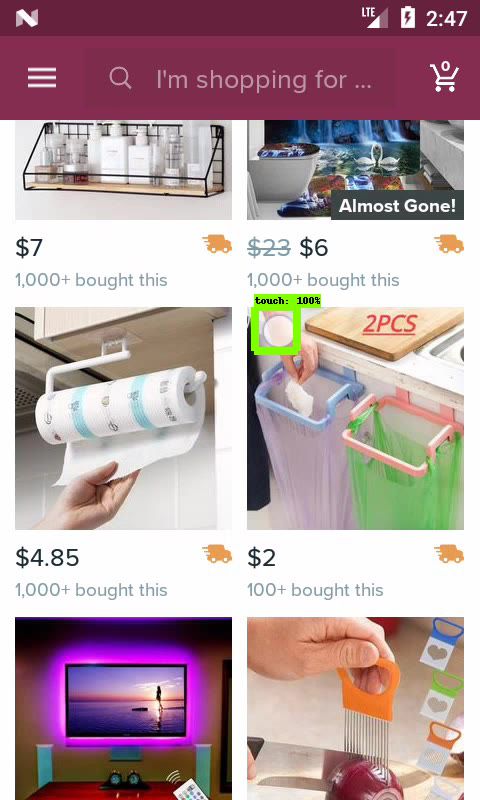 LTE
2:47
I'm shopping for ...
0
Almost Gone!
$7
$23 $6
1,000+ bought this
1,000+ bought this
touch: 100%
2PCS
$4.85
$2
1,000+ bought this
100+ bought this